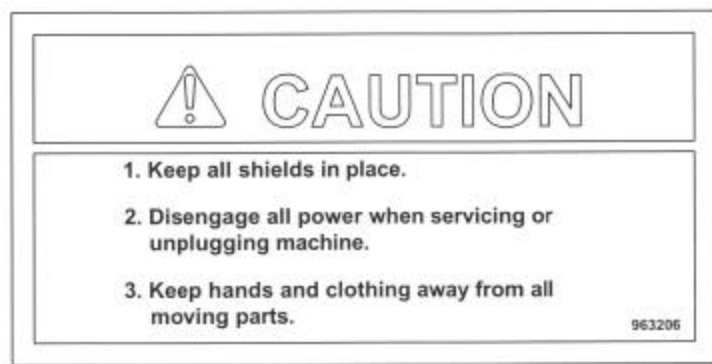 CAUTION
1. Keep all shields in place.
2. Disengage all power when servicing or
unplugging machine.
3. Keep hands and clothing away from all
moving parts.
963206